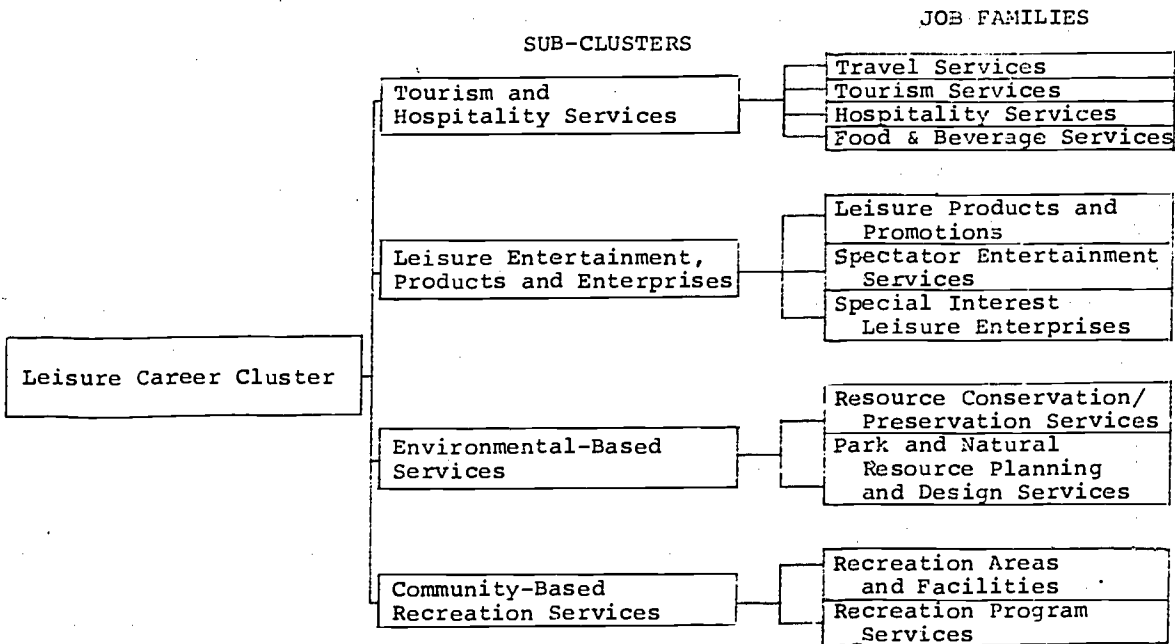 JOB FAMILIES
SUB-CLUSTERS
Travel Services
Tourism Services
Hospitality Services
Food & Beverage Services
Tourism and
Hospitality Services
Leisure Products and
Promotions
Spectator Entertainment
Services
Special Interest
Leisure Enterprises
Leisure Entertainment,
Products and Enterprises
Leisure Career Cluster
Resource Conservation/
Preservation Services
Park and Natural
Resource Planning
and Design Services
Environmental-Based
Services
Recreation Areas
and Facilities
Recreation Program
Services
Community-Based
Recreation Services